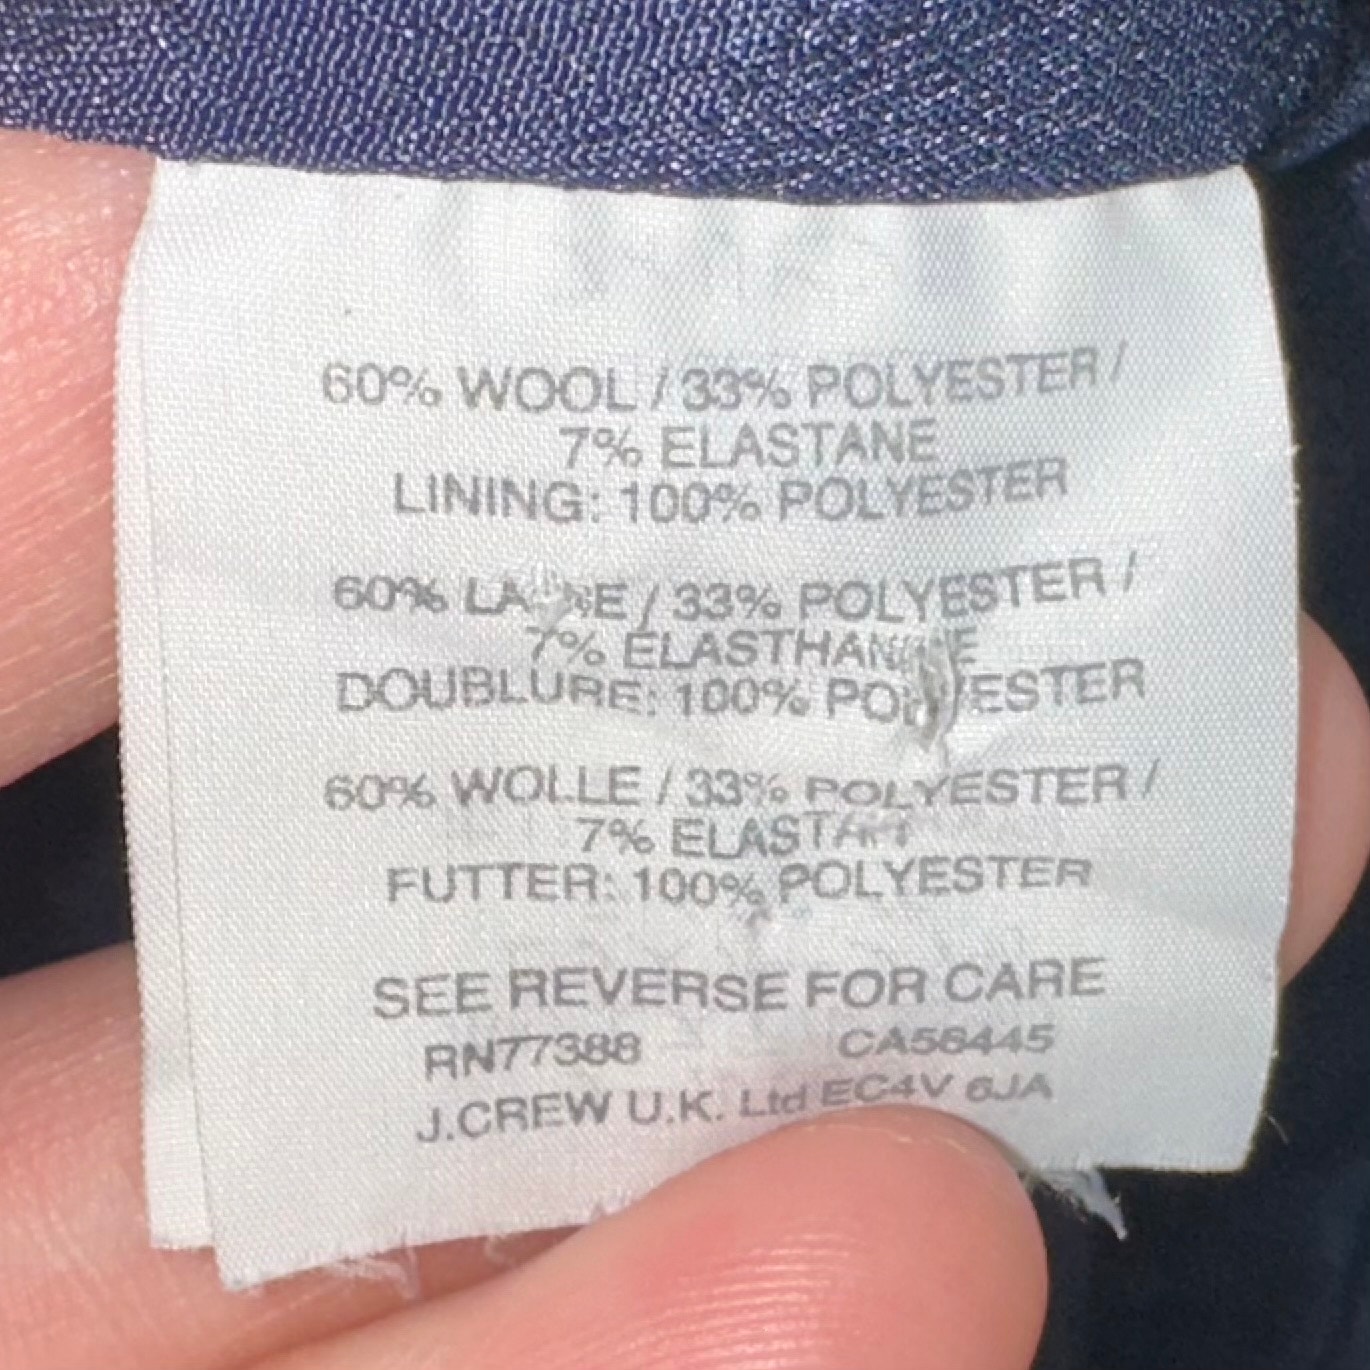 60% WOOL / 33% POLYESTER /
7% ELASTANE
LINING: 100% POLYESTER
60% / 33% POLYESTER /
7%
DOUBLURE: 100%
60% WOLLE / 33% POLYESTER /
7%
FUTTER: 100% POLYESTER
SEE REVERSE FOR CARE
RN77388 CA56445
J.CREW U.K. Ltd EC4V 6JA